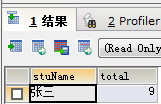 1 结果 2 Profiler
(Read Only
stuName total
张三 9